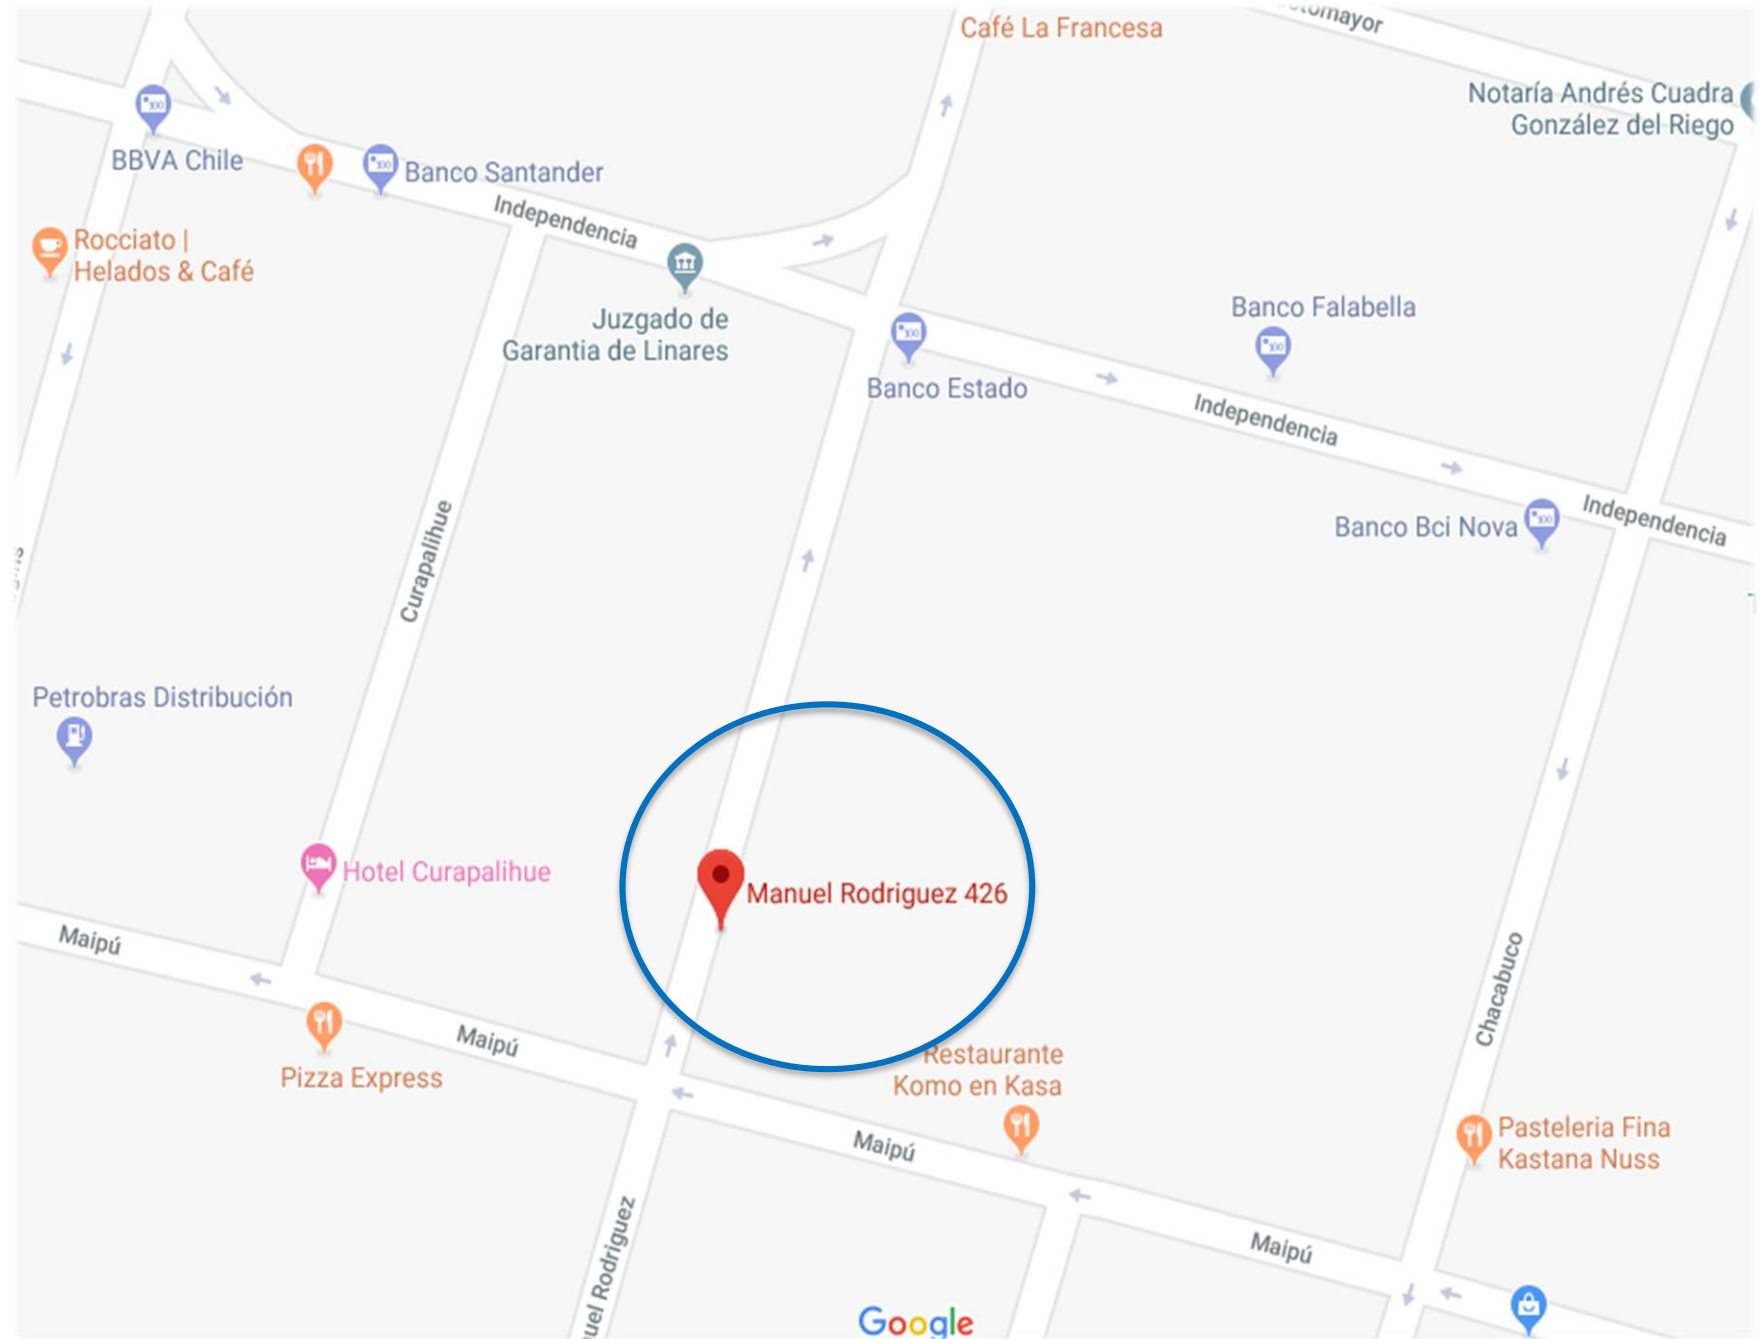 Café La Francesa
Notaría Andrés Cuadra
González del Riego
BBVA Chile
Banco Santander
Independencia
Rocciato |
Helados & Café
Juzgado de
Garantia de Linares
Banco Falabella
Banco Estado
Independencia
Independencia
Banco Bci Nova
Curapalihue
Petrobras Distribución
Hotel Curapalihue
Manuel Rodriguez 426
Maipú
Chacabuco
Maipú
Pizza Express
Restaurante
Komo en Kasa
Maipú
Pasteleria Fina
Kastana Nuss
Rodriguez
Maipú
Google